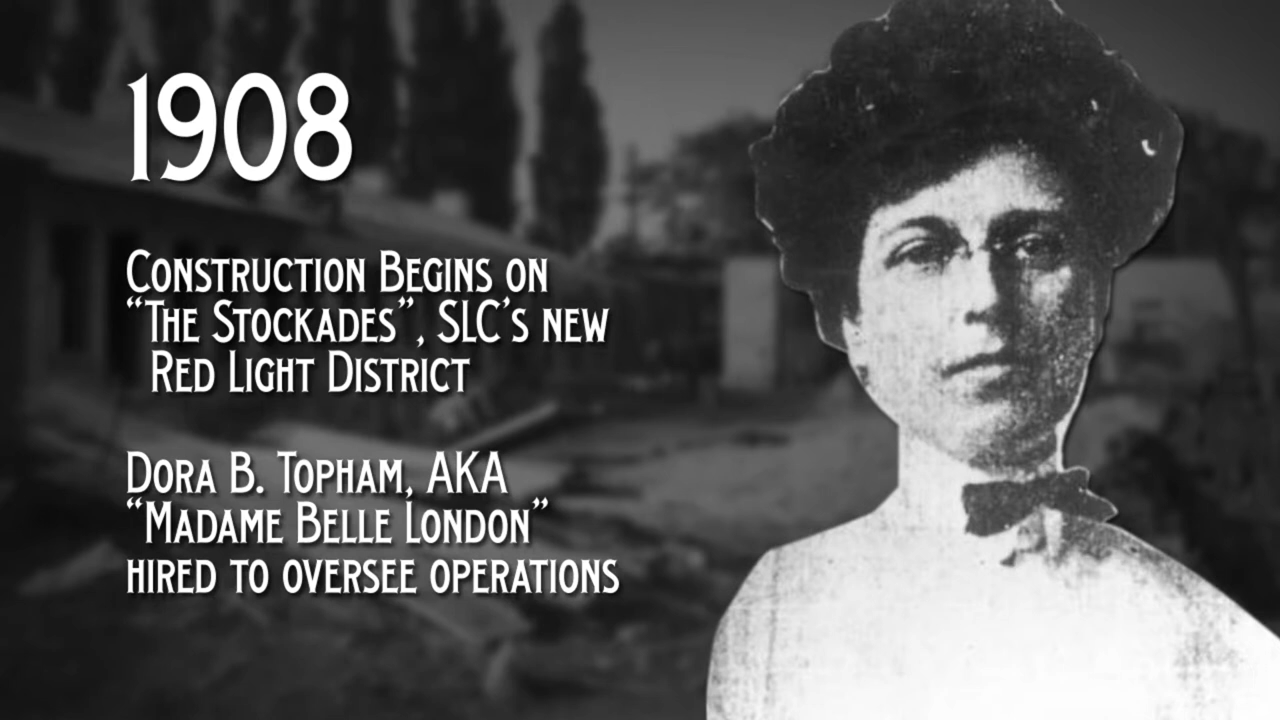 1908
Construction Begins on
“The Stockades”, SLC’s new
Red Light District
Dora B. Topham, AKA
“Madame Belle London”
hired to oversee operations